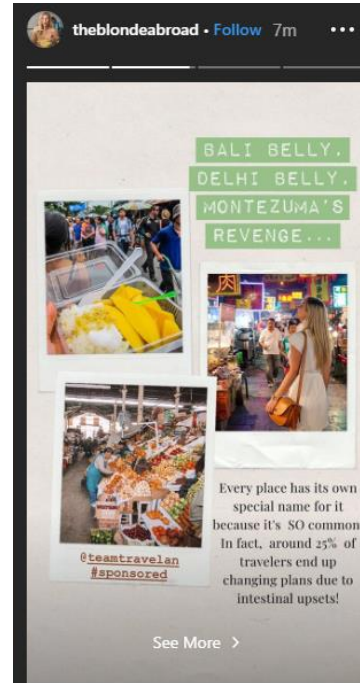 theblondeabroad • Follow 7m •••
BALI BELLY,
DELHI BELLY,
MONTEZUMA'S
REVENGE...
肉
Every place has its own
special name for it
because it's SO common
In fact, around 25% of
travelers end up
changing plans due to
intestinal upsets!
@teamtravelan
#sponsored
See More >